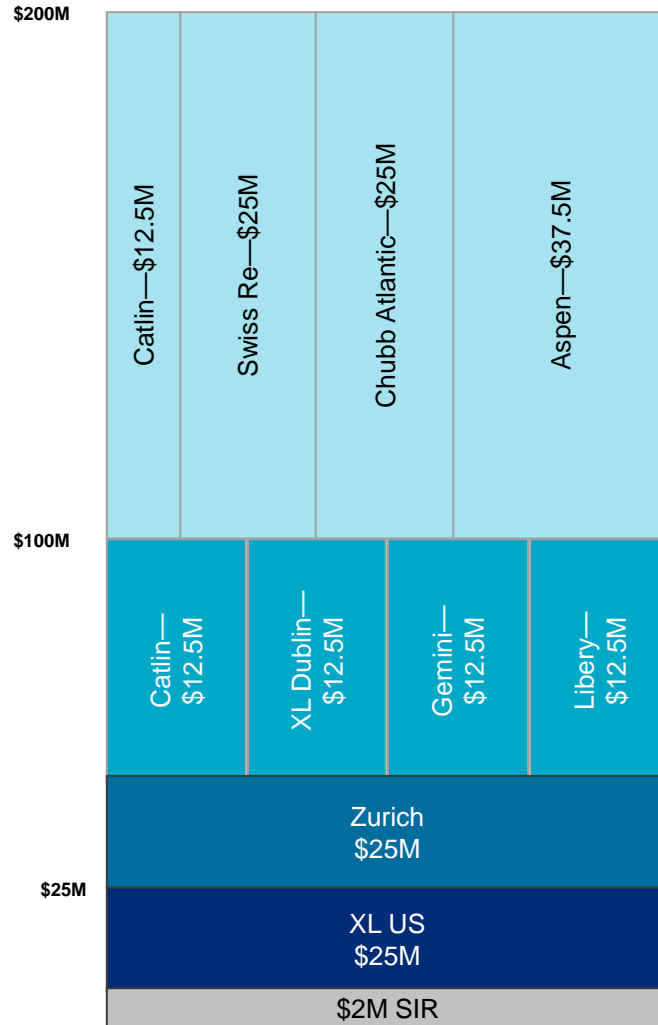 $200M
Catlin—$12.5M
Swiss Re—$25M
Chubb Atlantic—$25M
Aspen—$37.5M
$100M
Catlin—
$12.5M
XL Dublin—
$12.5M
Gemini—
$12.5M
Libery—
$12.5M
Zurich
$25M
$25M
XL US
$25M
$2M SIR